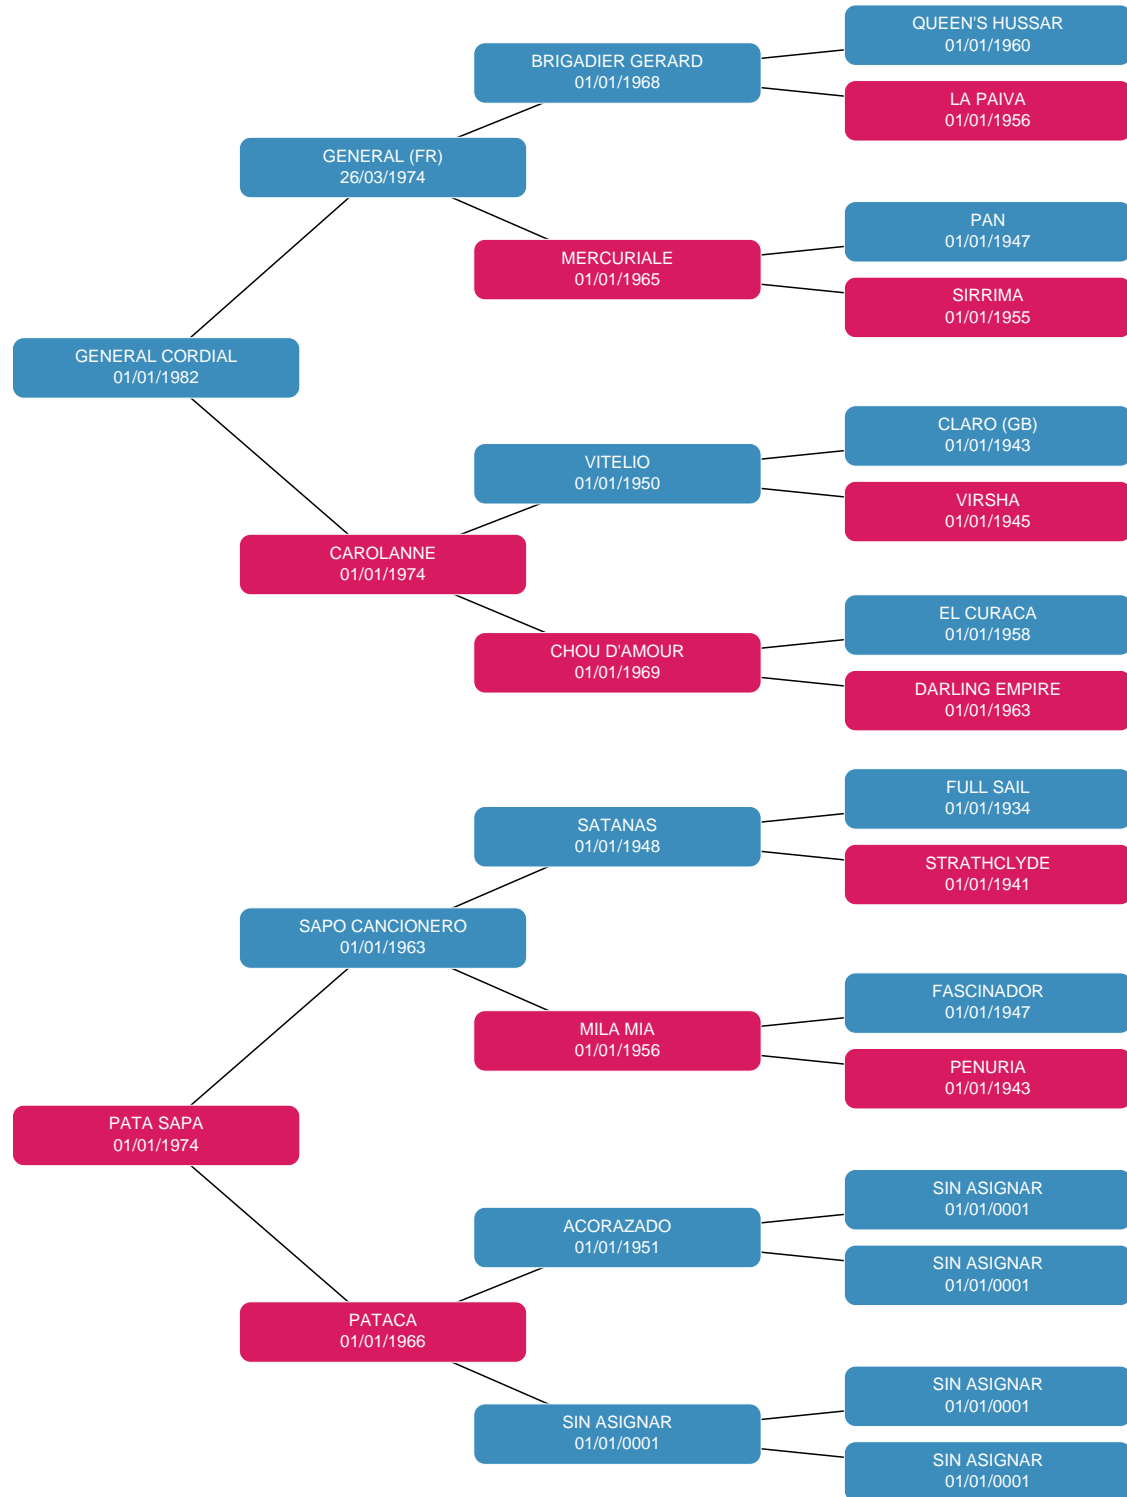 QUEEN'S HUSSAR
01/01/1960
BRIGADIER GERARD
01/01/1968
LA PAIVA
01/01/1956
GENERAL (FR)
26/03/1974
PAN
01/01/1947
MERCURIALE
01/01/1965
SIRRIMA
01/01/1955
GENERAL CORDIAL
01/01/1982
CLARO (GB)
01/01/1943
VITELIO
01/01/1950
VIRSHA
01/01/1945
CAROLANNE
01/01/1974
EL CURACA
01/01/1958
CHOU D'AMOUR
01/01/1969
DARLING EMPIRE
01/01/1963
FULL SAIL
01/01/1934
SATANAS
01/01/1948
STRATHCLYDE
01/01/1941
SAPO CANCIONERO
01/01/1963
FASCINADOR
01/01/1947
MILA MIA
01/01/1956
PENURIA
01/01/1943
PATA SAPA
01/01/1974
SIN ASIGNAR
01/01/0001
ACORAZADO
01/01/1951
SIN ASIGNAR
01/01/0001
PATACA
01/01/1966
SIN ASIGNAR
01/01/0001
SIN ASIGNAR
01/01/0001
SIN ASIGNAR
01/01/0001